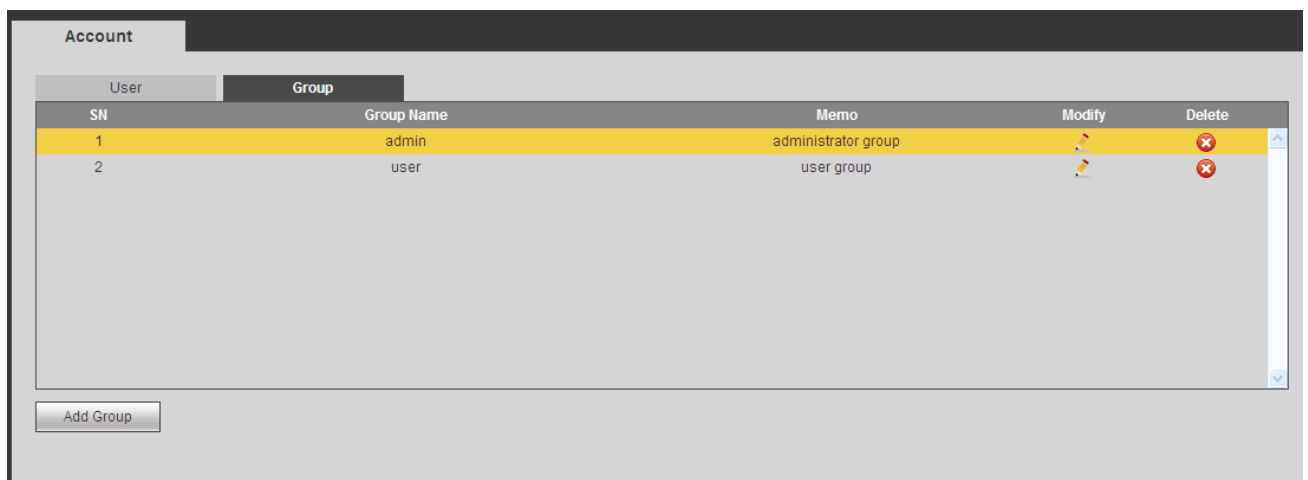 Account
User Group
SN Group Name Memo Modify Delete
1 admin administrator group
2 user user group
Add Group